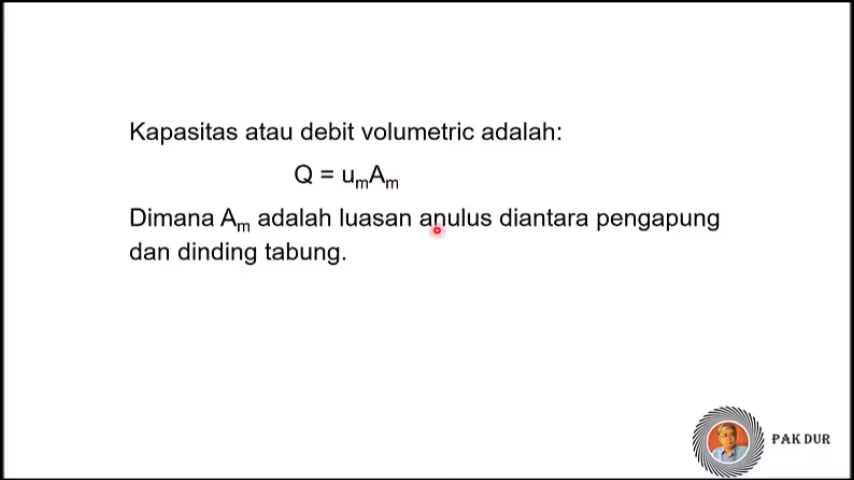 Kapasitas atau debit volumetric adalah:
Q = uₘAₘ
Dimana Aₘ adalah luasan anulus diantara pengapung
dan dinding tabung.
PAK DUR